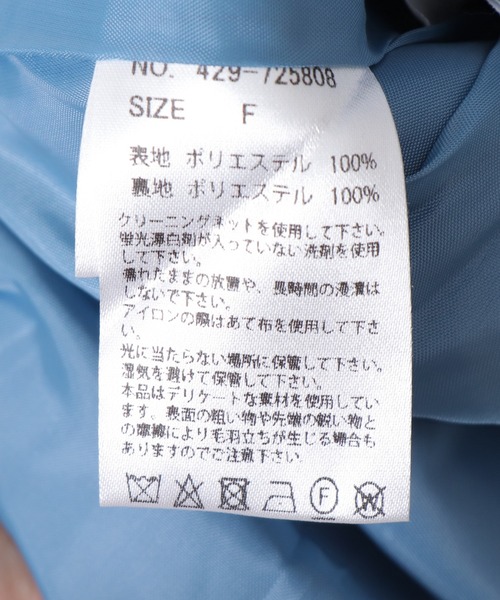 NO. 429-725808
SIZE F
表地 ポリエステル 100%
裏地 ポリエステル 100%
クリーニングネットを使用して下さい。
蛍光漂白剤が入っていない洗剤を使用
して下さい。
濡れたままの放置や、長時間の浸漬は
しないで下さい。
アイロンの際はあて布を使用して下さ
い。
光に当たらない場所に保管して下さい。
湿気を避けて保管して下さい。
本品はデリケートな素材を使用してい
ます。表面の粗い物や先端の鋭い物と
の摩擦により毛羽立ちが生じる場合も
ありますのでご注意下さい。
F W